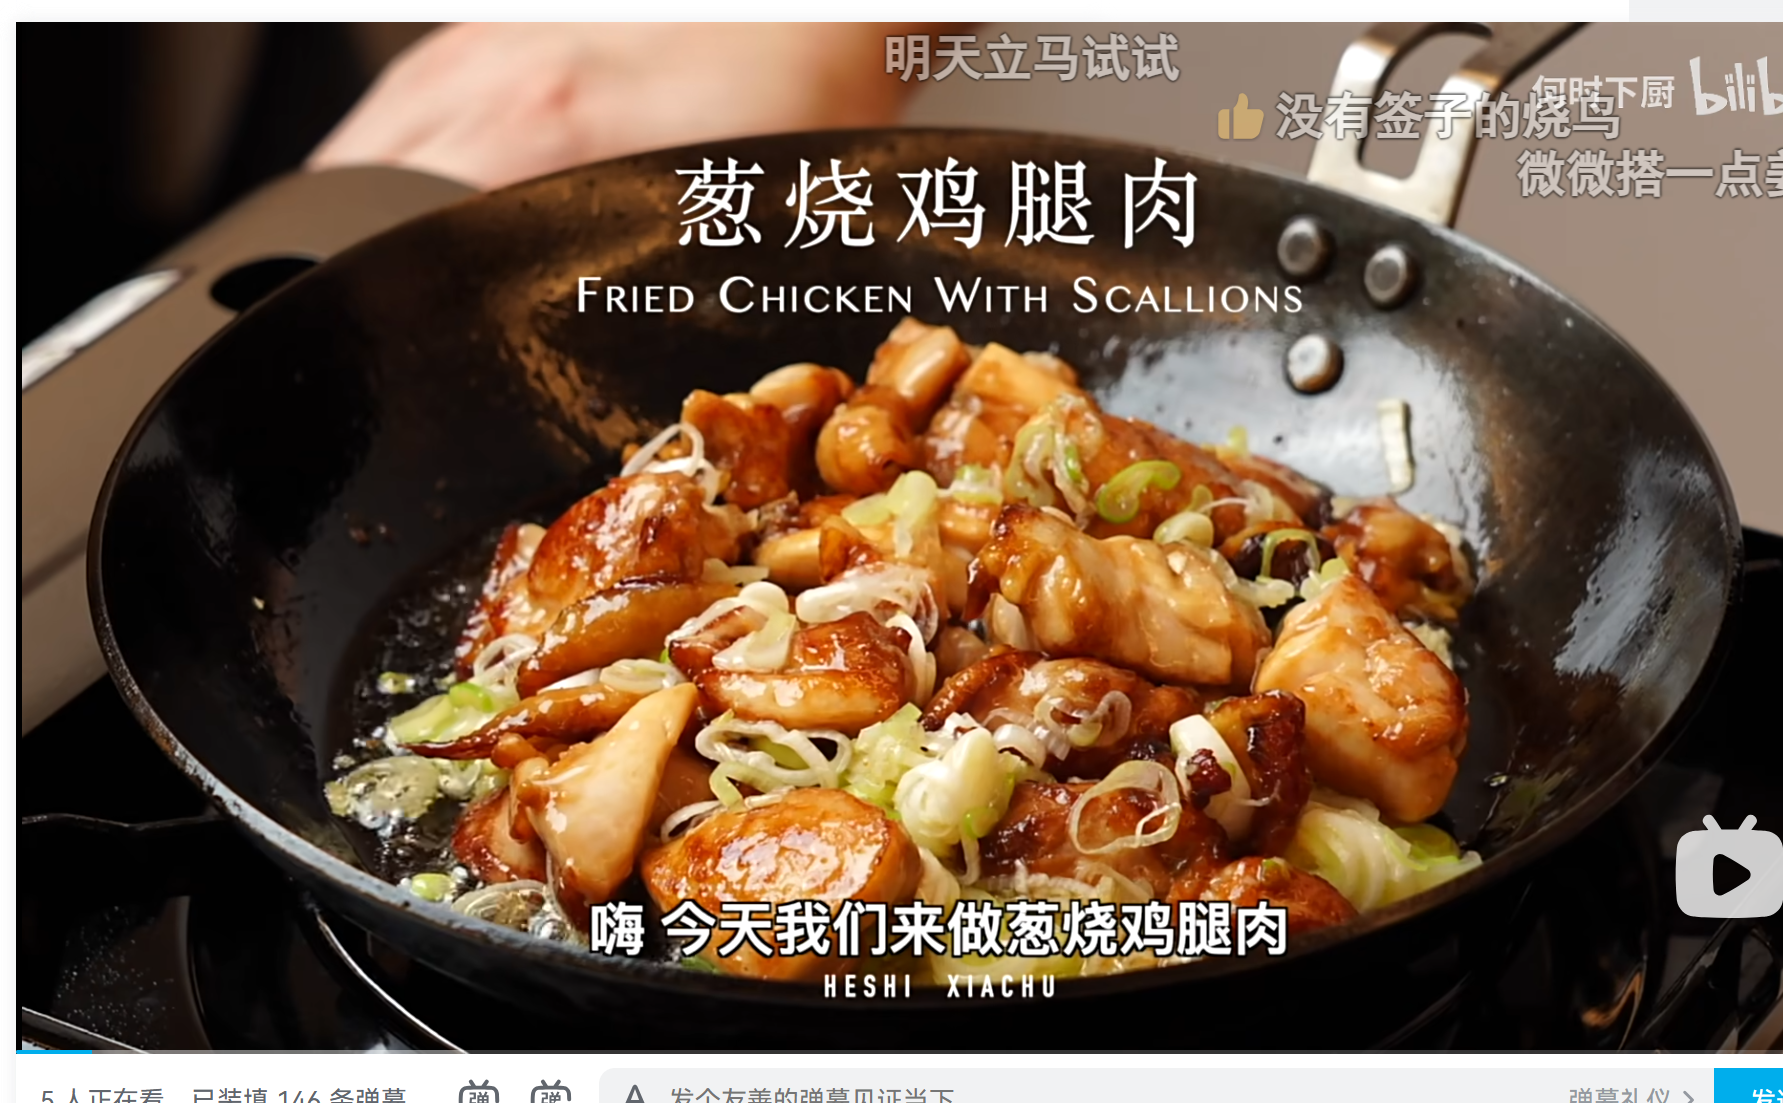 明天立马试试
何时下厨 bilib
没有签子的烧鸟
微微搭一点姜
葱烧鸡腿肉
FRIED CHICKEN WITH SCALLIONS
嗨 今天我们来做葱烧鸡腿肉
HESHI XIACHU
5 人正在看 已装填 146 条弹幕 弹 弹 A 发个友善的弹幕见证当下 弹幕礼仪 > 发送